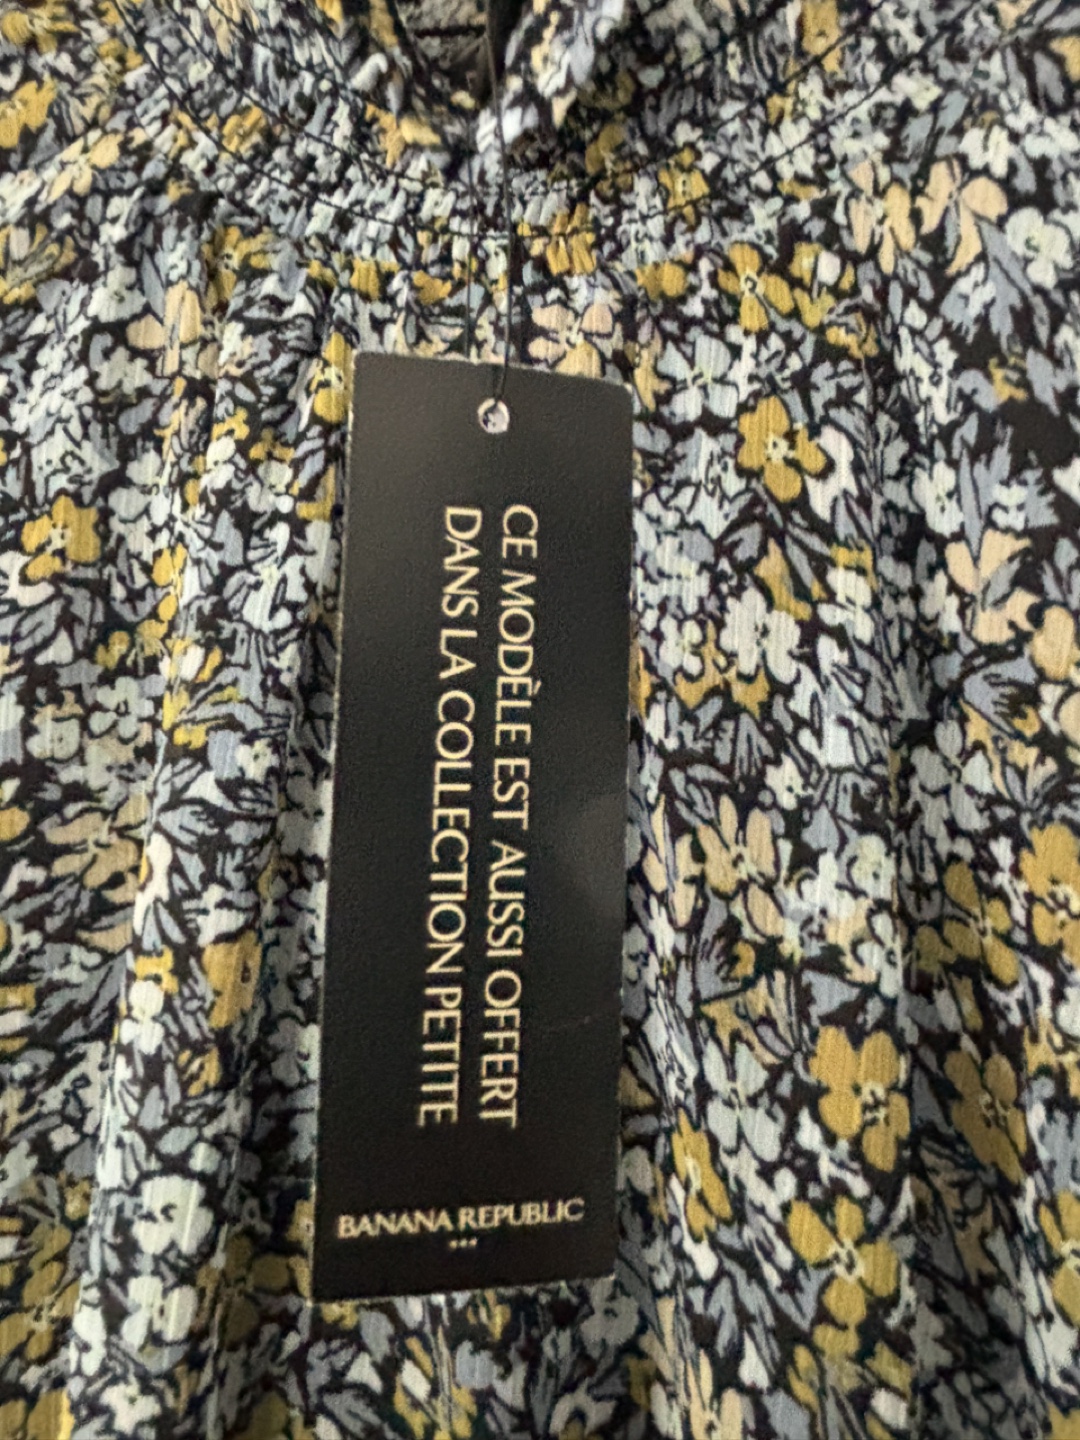 CE MODÈLE EST AUSSI OFFERT
DANS LA COLLECTION PETITE
BANANA REPUBLIC